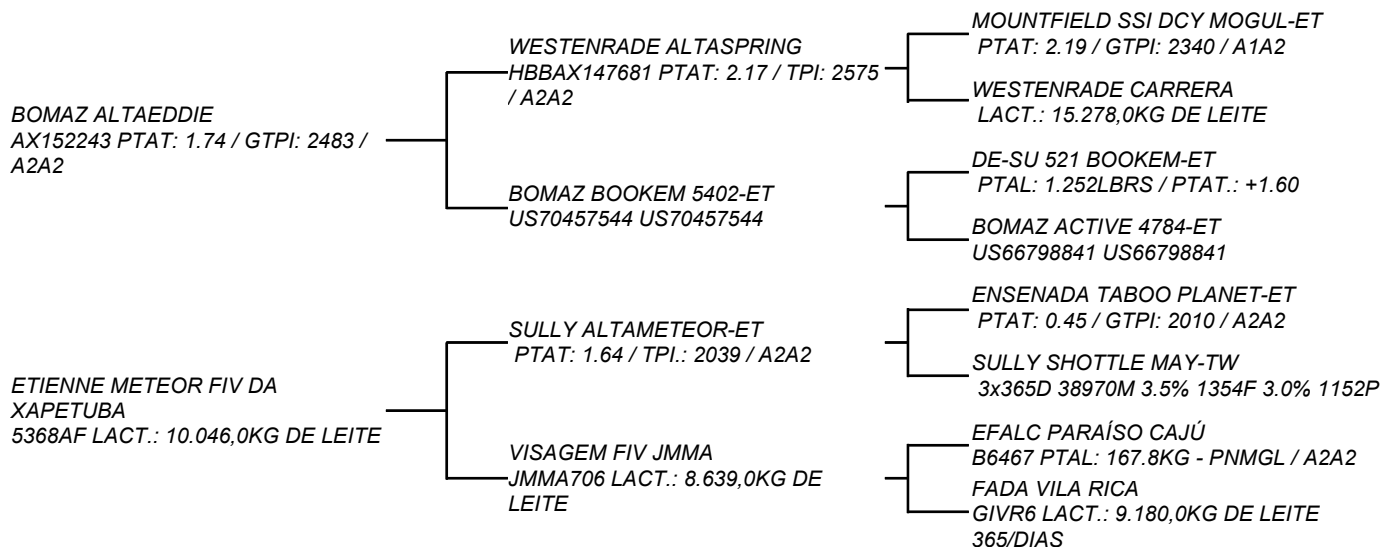 BOMAZ ALTAEDDIE
AX152243 PTAT: 1.74 / GTPI: 2483 /
A2A2
ETIENNE METEOR FIV DA
XAPETUBA
5368AF LACT.: 10.046,0KG DE LEITE
WESTENRADE ALTASPRING
HBBAX147681 PTAT: 2.17 / TPI: 2575
/ A2A2
BOMAZ BOOKEM 5402-ET
US70457544 US70457544
SULLY ALTAMETEOR-ET
PTAT: 1.64 / TPI.: 2039 / A2A2
VISAGEM FIV JMMA
JMMA706 LACT.: 8.639,0KG DE
LEITE
MOUNTFIELD SSI DCY MOGUL-ET
PTAT: 2.19 / GTPI: 2340 / A1A2
WESTENRADE CARRERA
LACT.: 15.278,0KG DE LEITE
DE-SU 521 BOOKEM-ET
PTAL: 1.252LBRS / PTAT.: +1.60
BOMAZ ACTIVE 4784-ET
US66798841 US66798841
ENSENADA TABOO PLANET-ET
PTAT: 0.45 / GTPI: 2010 / A2A2
SULLY SHOTTLE MAY-TW
3x365D 38970M 3.5% 1354F 3.0% 1152P
EFALC PARAÍSO CAJÚ
B6467 PTAL: 167.8KG - PNMGL / A2A2
FADA VILA RICA
GIVR6 LACT.: 9.180,0KG DE LEITE
365/DIAS